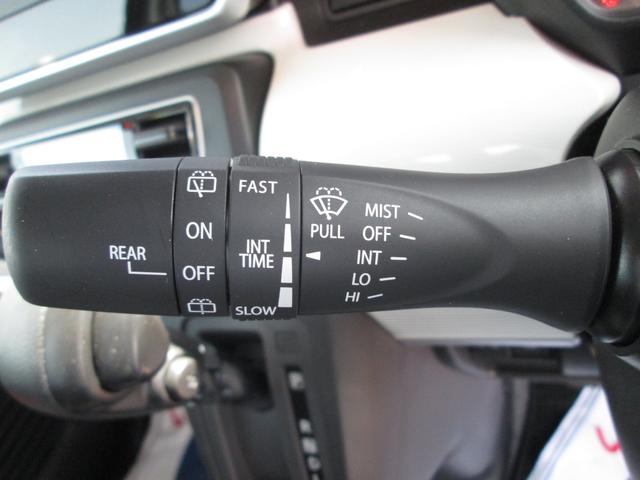 REAR
ON
OFF
FAST
INT
TIME
SLOW
PULL
MIST
OFF
INT
LO
HI